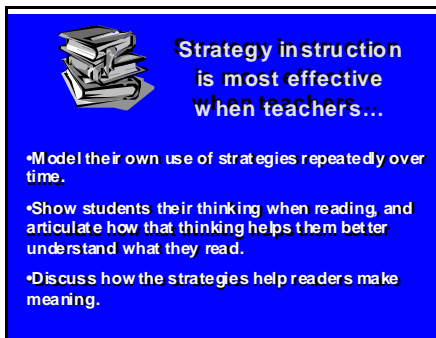 Strategy instruction
is most effective
when teachers…
•Model their own use of strategies repeatedly over
time.
•Show students their thinking when reading, and
articulate how that thinking helps them better
understand what they read.
•Discuss how the strategies help readers make
meaning.